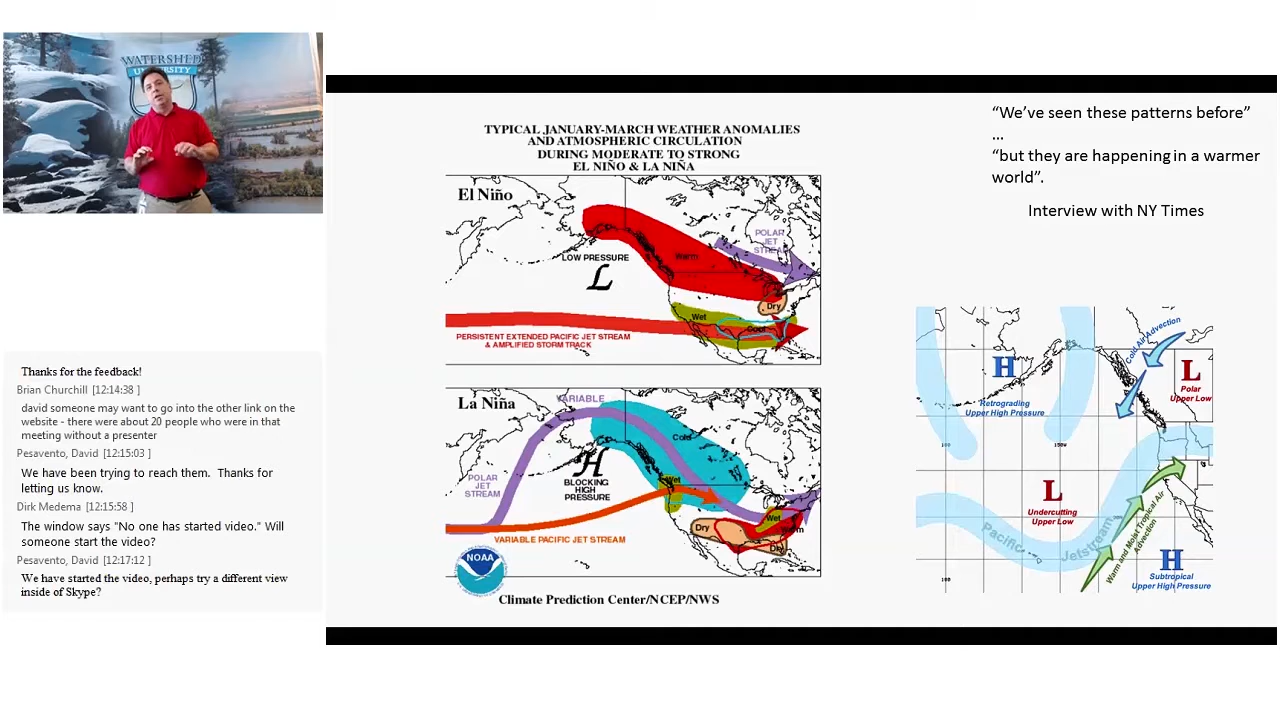 WATERSHED
UNIVERSITY
Thanks for the feedback!
Brian Churchill [12:14:38 ]
david someone may want to go into the other link on the
website - there were about 20 people who were in that
meeting without a presenter
Pesavento, David [12:15:03 ]
We have been trying to reach them.  Thanks for
letting us know.
Dirk Medema [12:15:58 ]
The window says "No one has started video." Will
someone start the video?
Pesavento, David [12:17:12 ]
We have started the video, perhaps try a different view
inside of Skype?
TYPICAL JANUARY-MARCH WEATHER ANOMALIES
AND ATMOSPHERIC CIRCULATION
DURING MODERATE TO STRONG
EL NIÑO & LA NIÑA
El Niño
POLAR
JET
STREAM
LOW PRESSURE
L
Warm
Dry
Wet
Cool
PERSISTENT EXTENDED PACIFIC JET STREAM
& AMPLIFIED STORM TRACK
La Niña
VARIABLE
Cold
H
BLOCKING
HIGH
PRESSURE
POLAR
JET
STREAM
Wet
Dry
Wet
Warm
Dry
VARIABLE PACIFIC JET STREAM
NOAA
Climate Prediction Center/NCEP/NWS
“We’ve seen these patterns before”
...
“but they are happening in a warmer
world”.
Interview with NY Times
Cold Air Advection
H
Retrograding
Upper High Pressure
L
Polar
Upper Low
150W
L
Undercutting
Upper Low
Pacific
Jetstream
Warm and Moist Tropical Air
Advection
H
Subtropical
Upper High Pressure